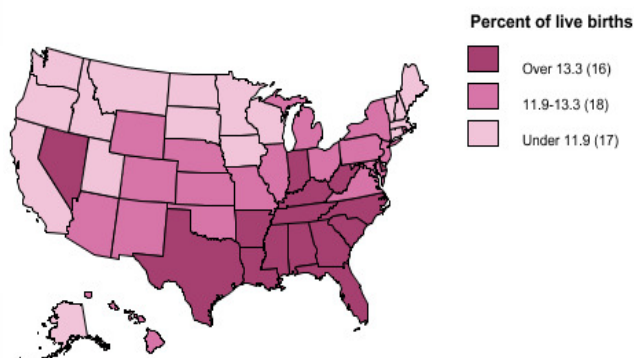 Percent of live births
Over 13.3 (16)
11.9-13.3 (18)
Under 11.9 (17)